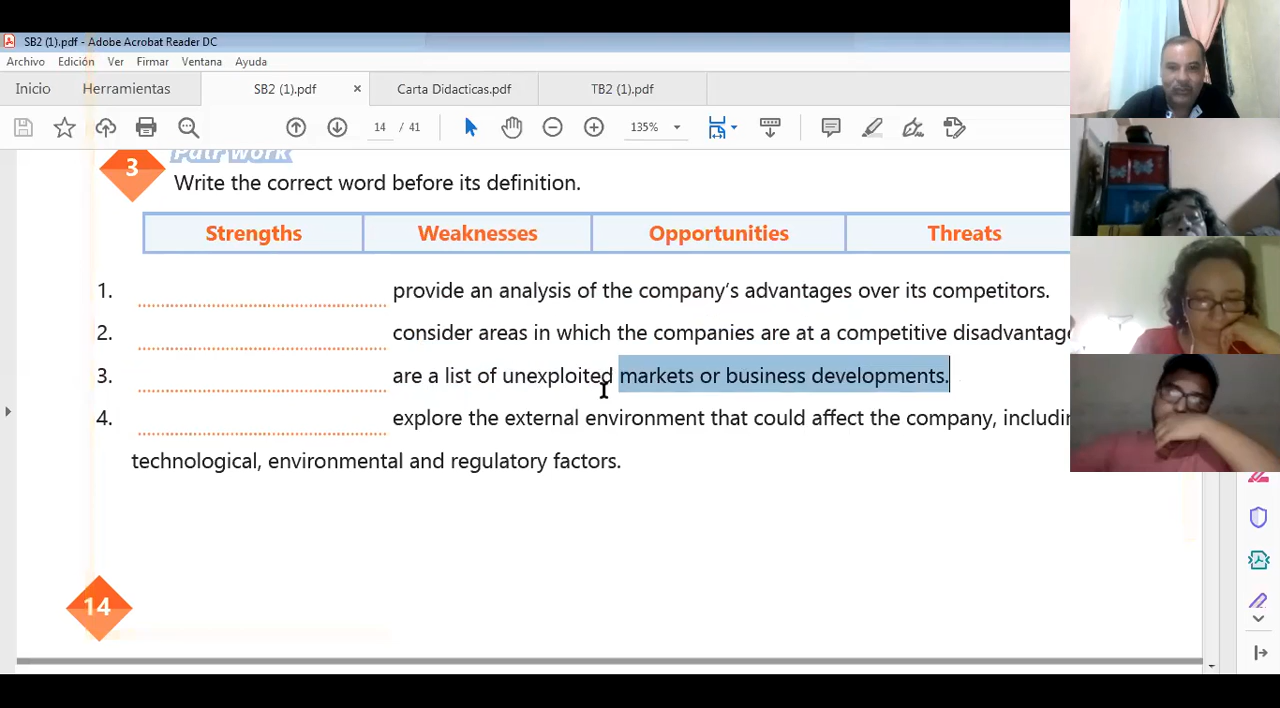 SB2 (1).pdf - Adobe Acrobat Reader DC
Archivo Edición Ver Firmar Ventana Ayuda
Inicio Herramientas SB2 (1).pdf × Carta Didacticas.pdf TB2 (1).pdf
14 / 41 135%
3 Pair work
Write the correct word before its definition.
Strengths Weaknesses Opportunities Threats
1. provide an analysis of the company's advantages over its competitors.
2. consider areas in which the companies are at a competitive disadvantage
3. are a list of unexploited markets or business developments.
4. explore the external environment that could affect the company, includin
technological, environmental and regulatory factors.
14